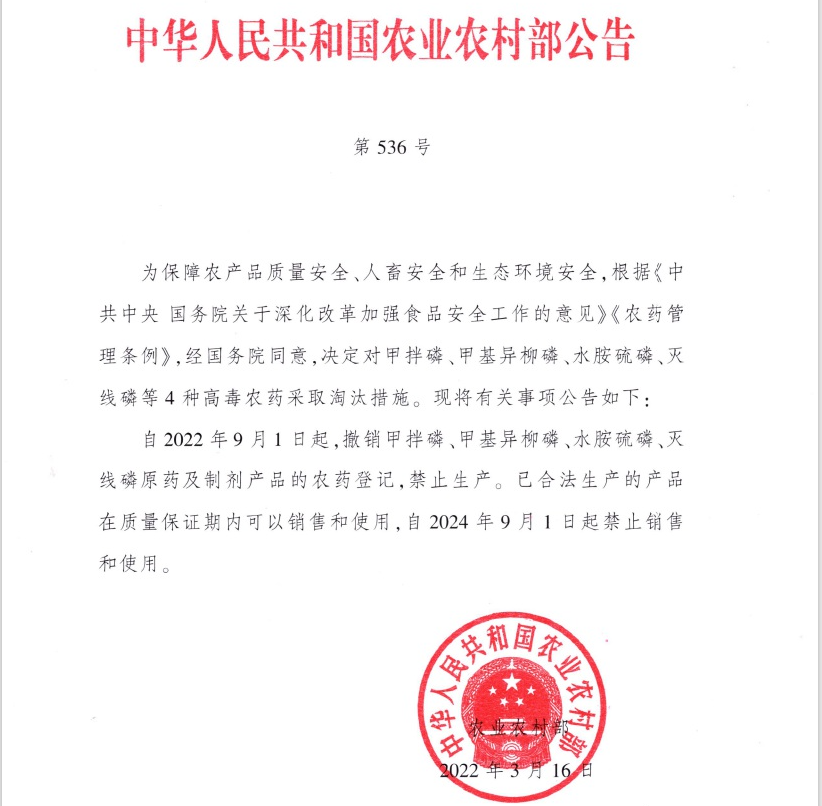 中华人民共和国农业农村部公告
第 536 号
为保障农产品质量安全、人畜安全和生态环境安全,根据《中
共中央 国务院关于深化改革加强食品安全工作的意见》《农药管
理条例》,经国务院同意,决定对甲拌磷、甲基异柳磷、水胺硫磷、灭
线磷等 4 种高毒农药采取淘汰措施。现将有关事项公告如下:
自 2022 年 9 月 1 日起,撤销甲拌磷、甲基异柳磷、水胺硫磷、灭
线磷原药及制剂产品的农药登记,禁止生产。已合法生产的产品
在质量保证期内可以销售和使用,自 2024 年 9 月 1 日起禁止销售
和使用。
中华人民共和国农业农村部
农业农村部
2022 年 3 月 16 日